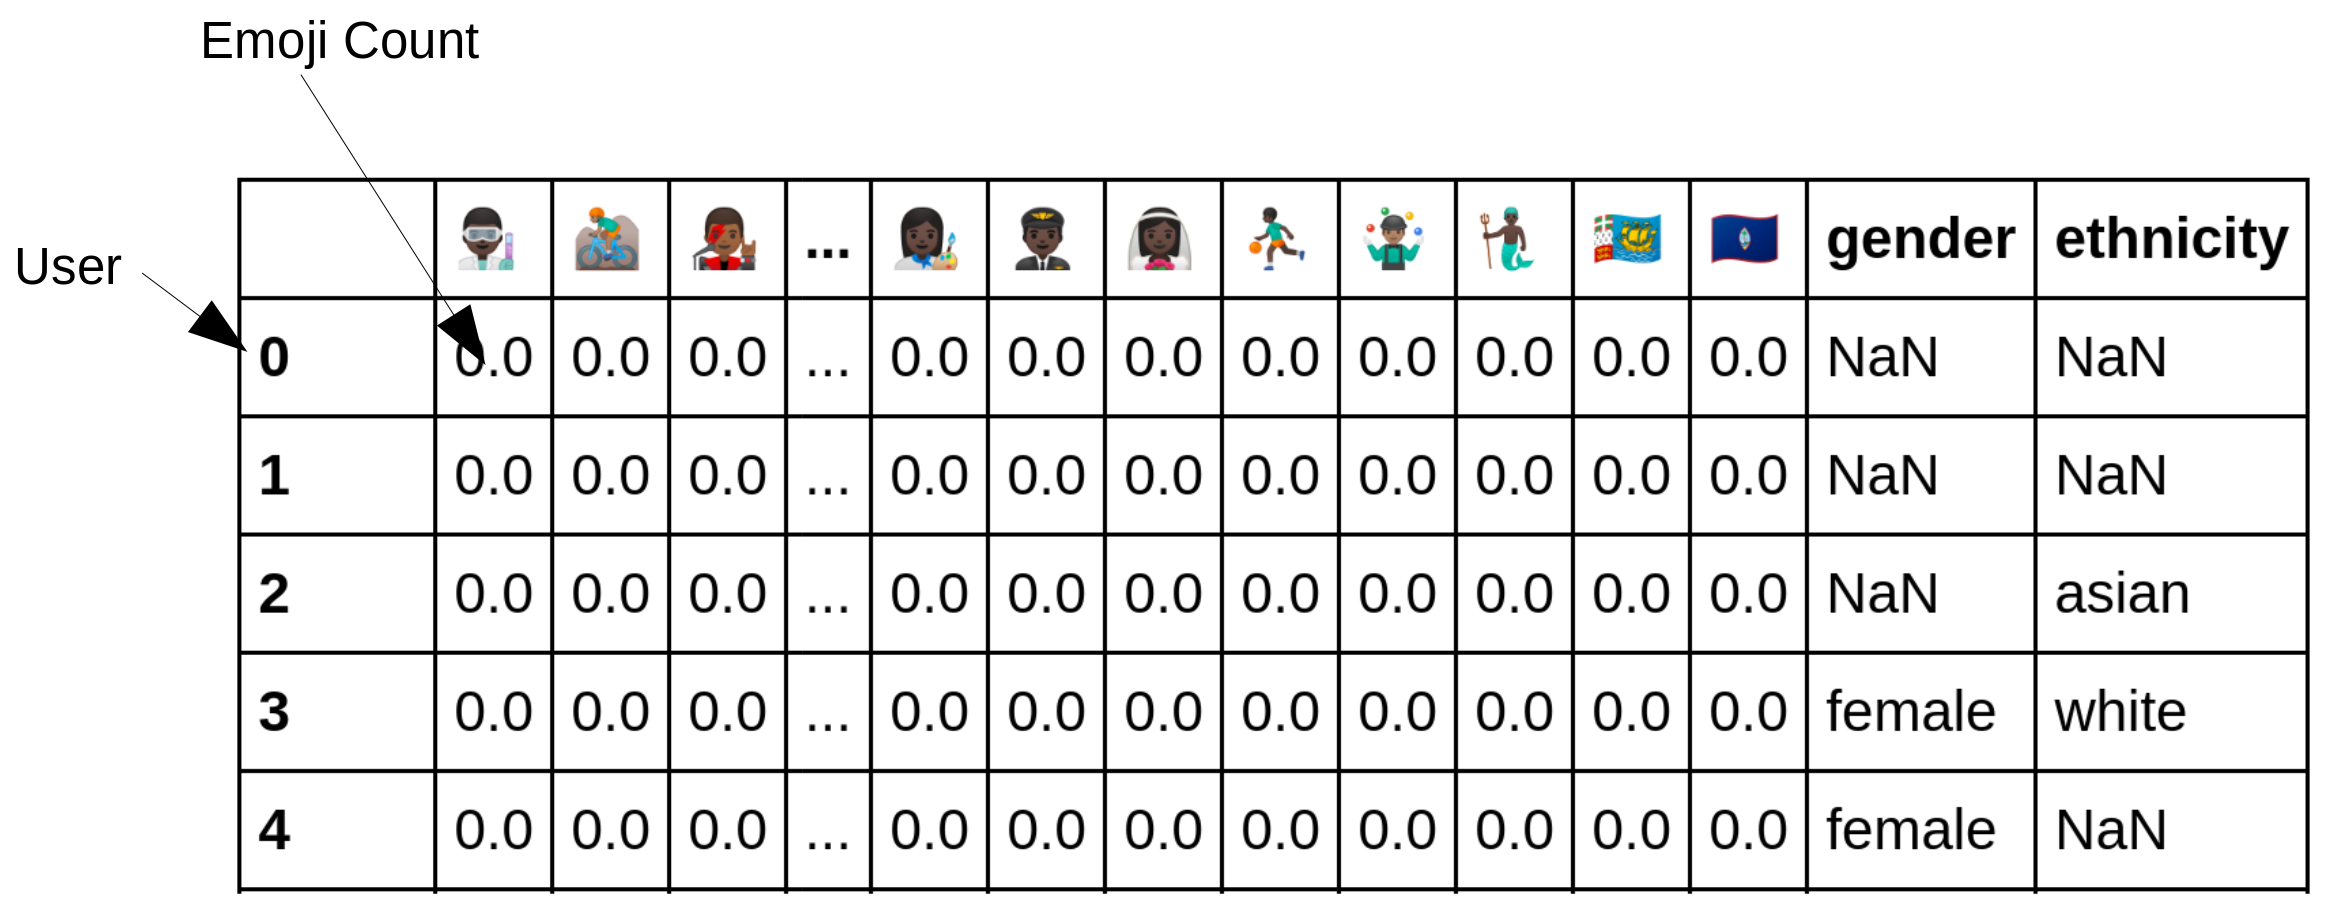 Emoji Count
User
... gender ethnicity
0 0.0 0.0 0.0 ... 0.0 0.0 0.0 0.0 0.0 0.0 0.0 0.0 NaN NaN
1 0.0 0.0 0.0 ... 0.0 0.0 0.0 0.0 0.0 0.0 0.0 0.0 NaN NaN
2 0.0 0.0 0.0 ... 0.0 0.0 0.0 0.0 0.0 0.0 0.0 0.0 NaN asian
3 0.0 0.0 0.0 ... 0.0 0.0 0.0 0.0 0.0 0.0 0.0 0.0 female white
4 0.0 0.0 0.0 ... 0.0 0.0 0.0 0.0 0.0 0.0 0.0 0.0 female NaN